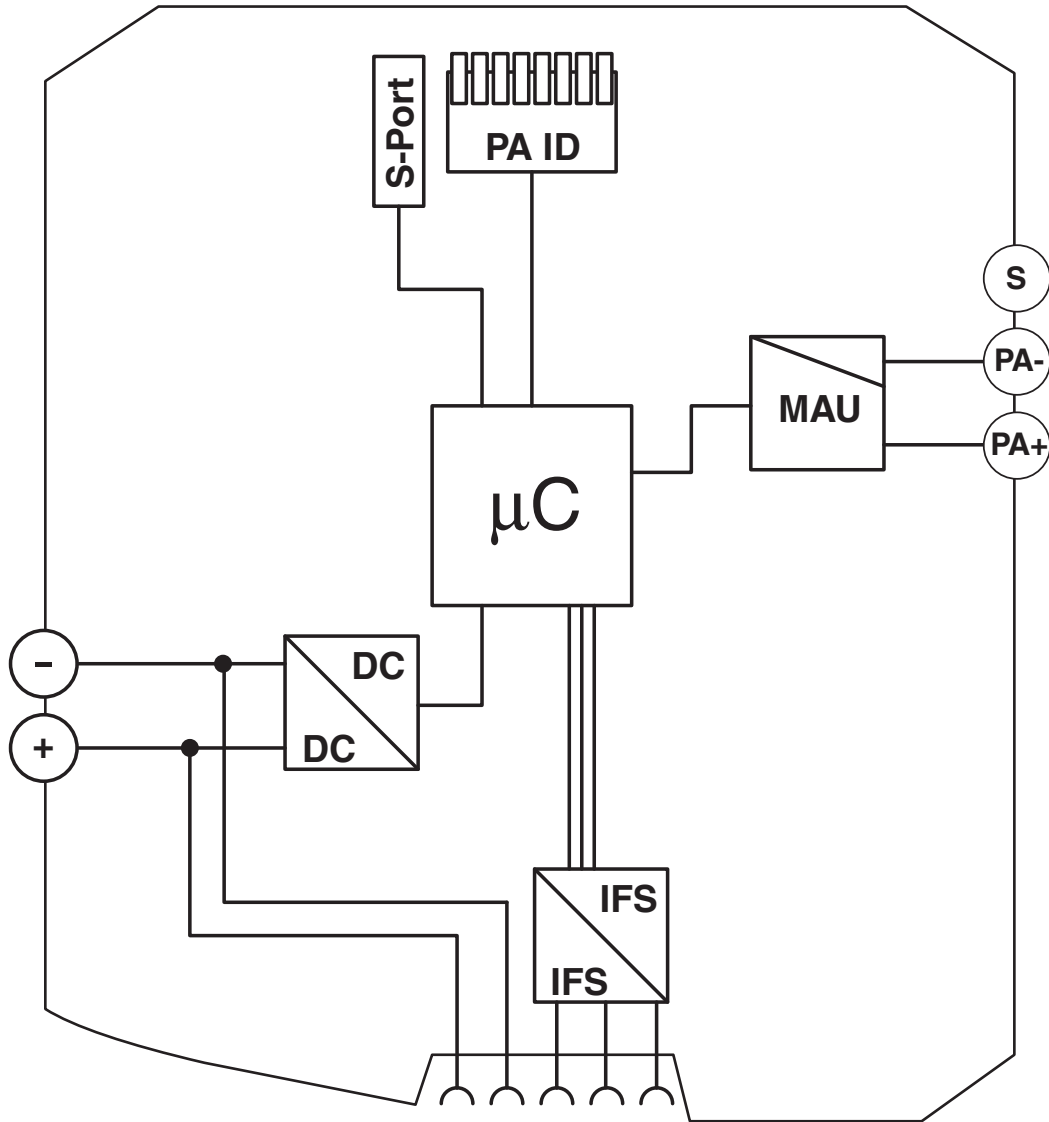 S-Port
PA ID
S
PA-
MAU
PA+
µC
-
DC
+
DC
IFS
IFS